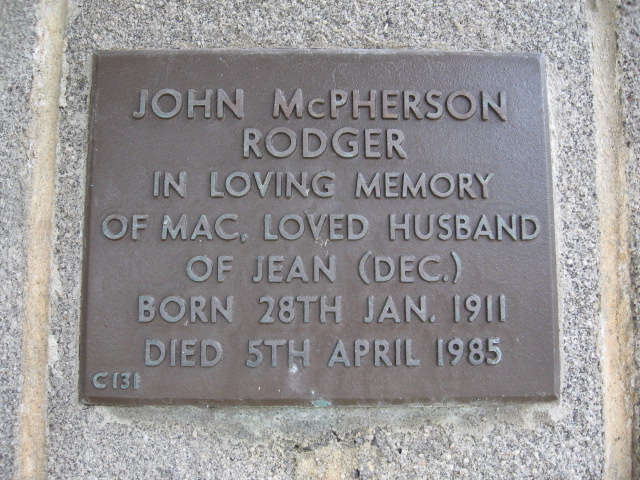 JOHN McPHERSON
RODGER
IN LOVING MEMORY
OF MAC, LOVED HUSBAND
OF JEAN (DEC.)
BORN 28TH JAN. 1911
DIED 5TH APRIL 1985
C 131